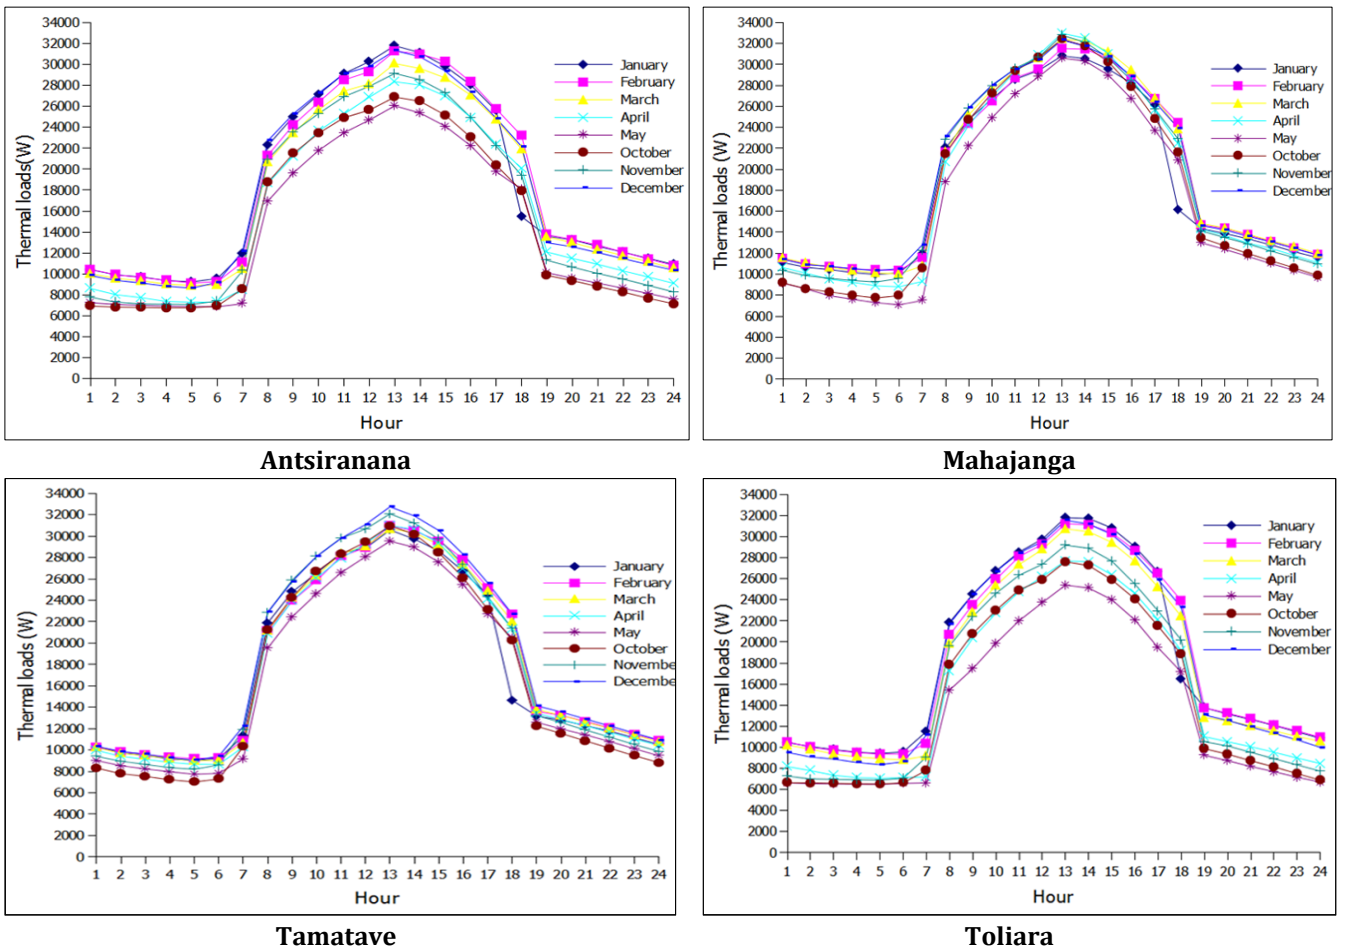 Thermal loads(W)
34000
32000
30000
28000
26000
24000
22000
20000
18000
16000
14000
12000
10000
8000
6000
4000
2000
0
1 2 3 4 5 6 7 8 9 10 11 12 13 14 15 16 17 18 19 20 21 22 23 24
Hour
January
February
March
April
May
October
November
December
Antsiranana
Thermal loads (W)
34000
32000
30000
28000
26000
24000
22000
20000
18000
16000
14000
12000
10000
8000
6000
4000
2000
0
1 2 3 4 5 6 7 8 9 10 11 12 13 14 15 16 17 18 19 20 21 22 23 24
Hour
January
February
March
April
May
October
November
December
Mahajanga
Thermal loads (W)
34000
32000
30000
28000
26000
24000
22000
20000
18000
16000
14000
12000
10000
8000
6000
4000
2000
0
1 2 3 4 5 6 7 8 9 10 11 12 13 14 15 16 17 18 19 20 21 22 23 24
Hour
January
February
March
April
May
October
Novembe
Decembe
Tamatave
Thermal loads (W)
34000
32000
30000
28000
26000
24000
22000
20000
18000
16000
14000
12000
10000
8000
6000
4000
2000
0
1 2 3 4 5 6 7 8 9 10 11 12 13 14 15 16 17 18 19 20 21 22 23 24
Hour
January
February
March
April
May
October
November
December
Toliara